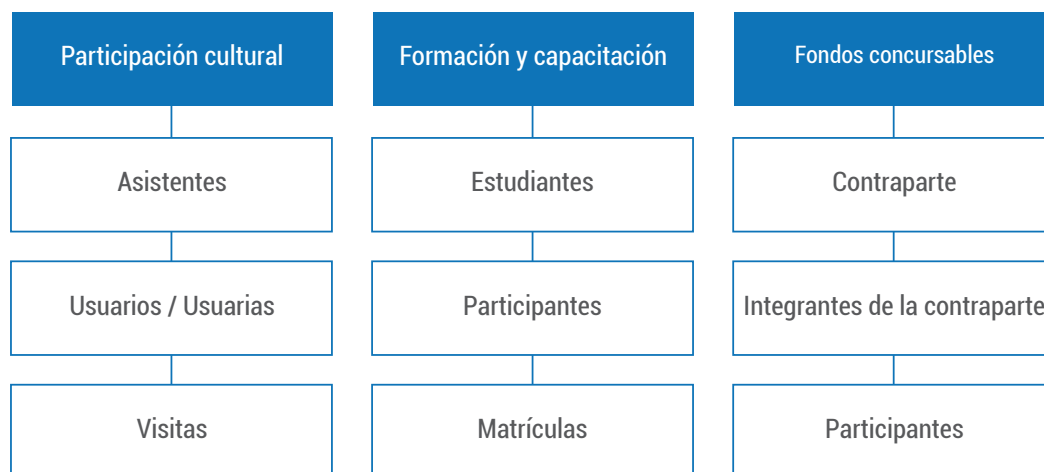 Participación cultural
Asistentes
Usuarios / Usuarias
Visitas
Formación y capacitación
Estudiantes
Participantes
Matrículas
Fondos concursables
Contraparte
Integrantes de la contraparte
Participantes